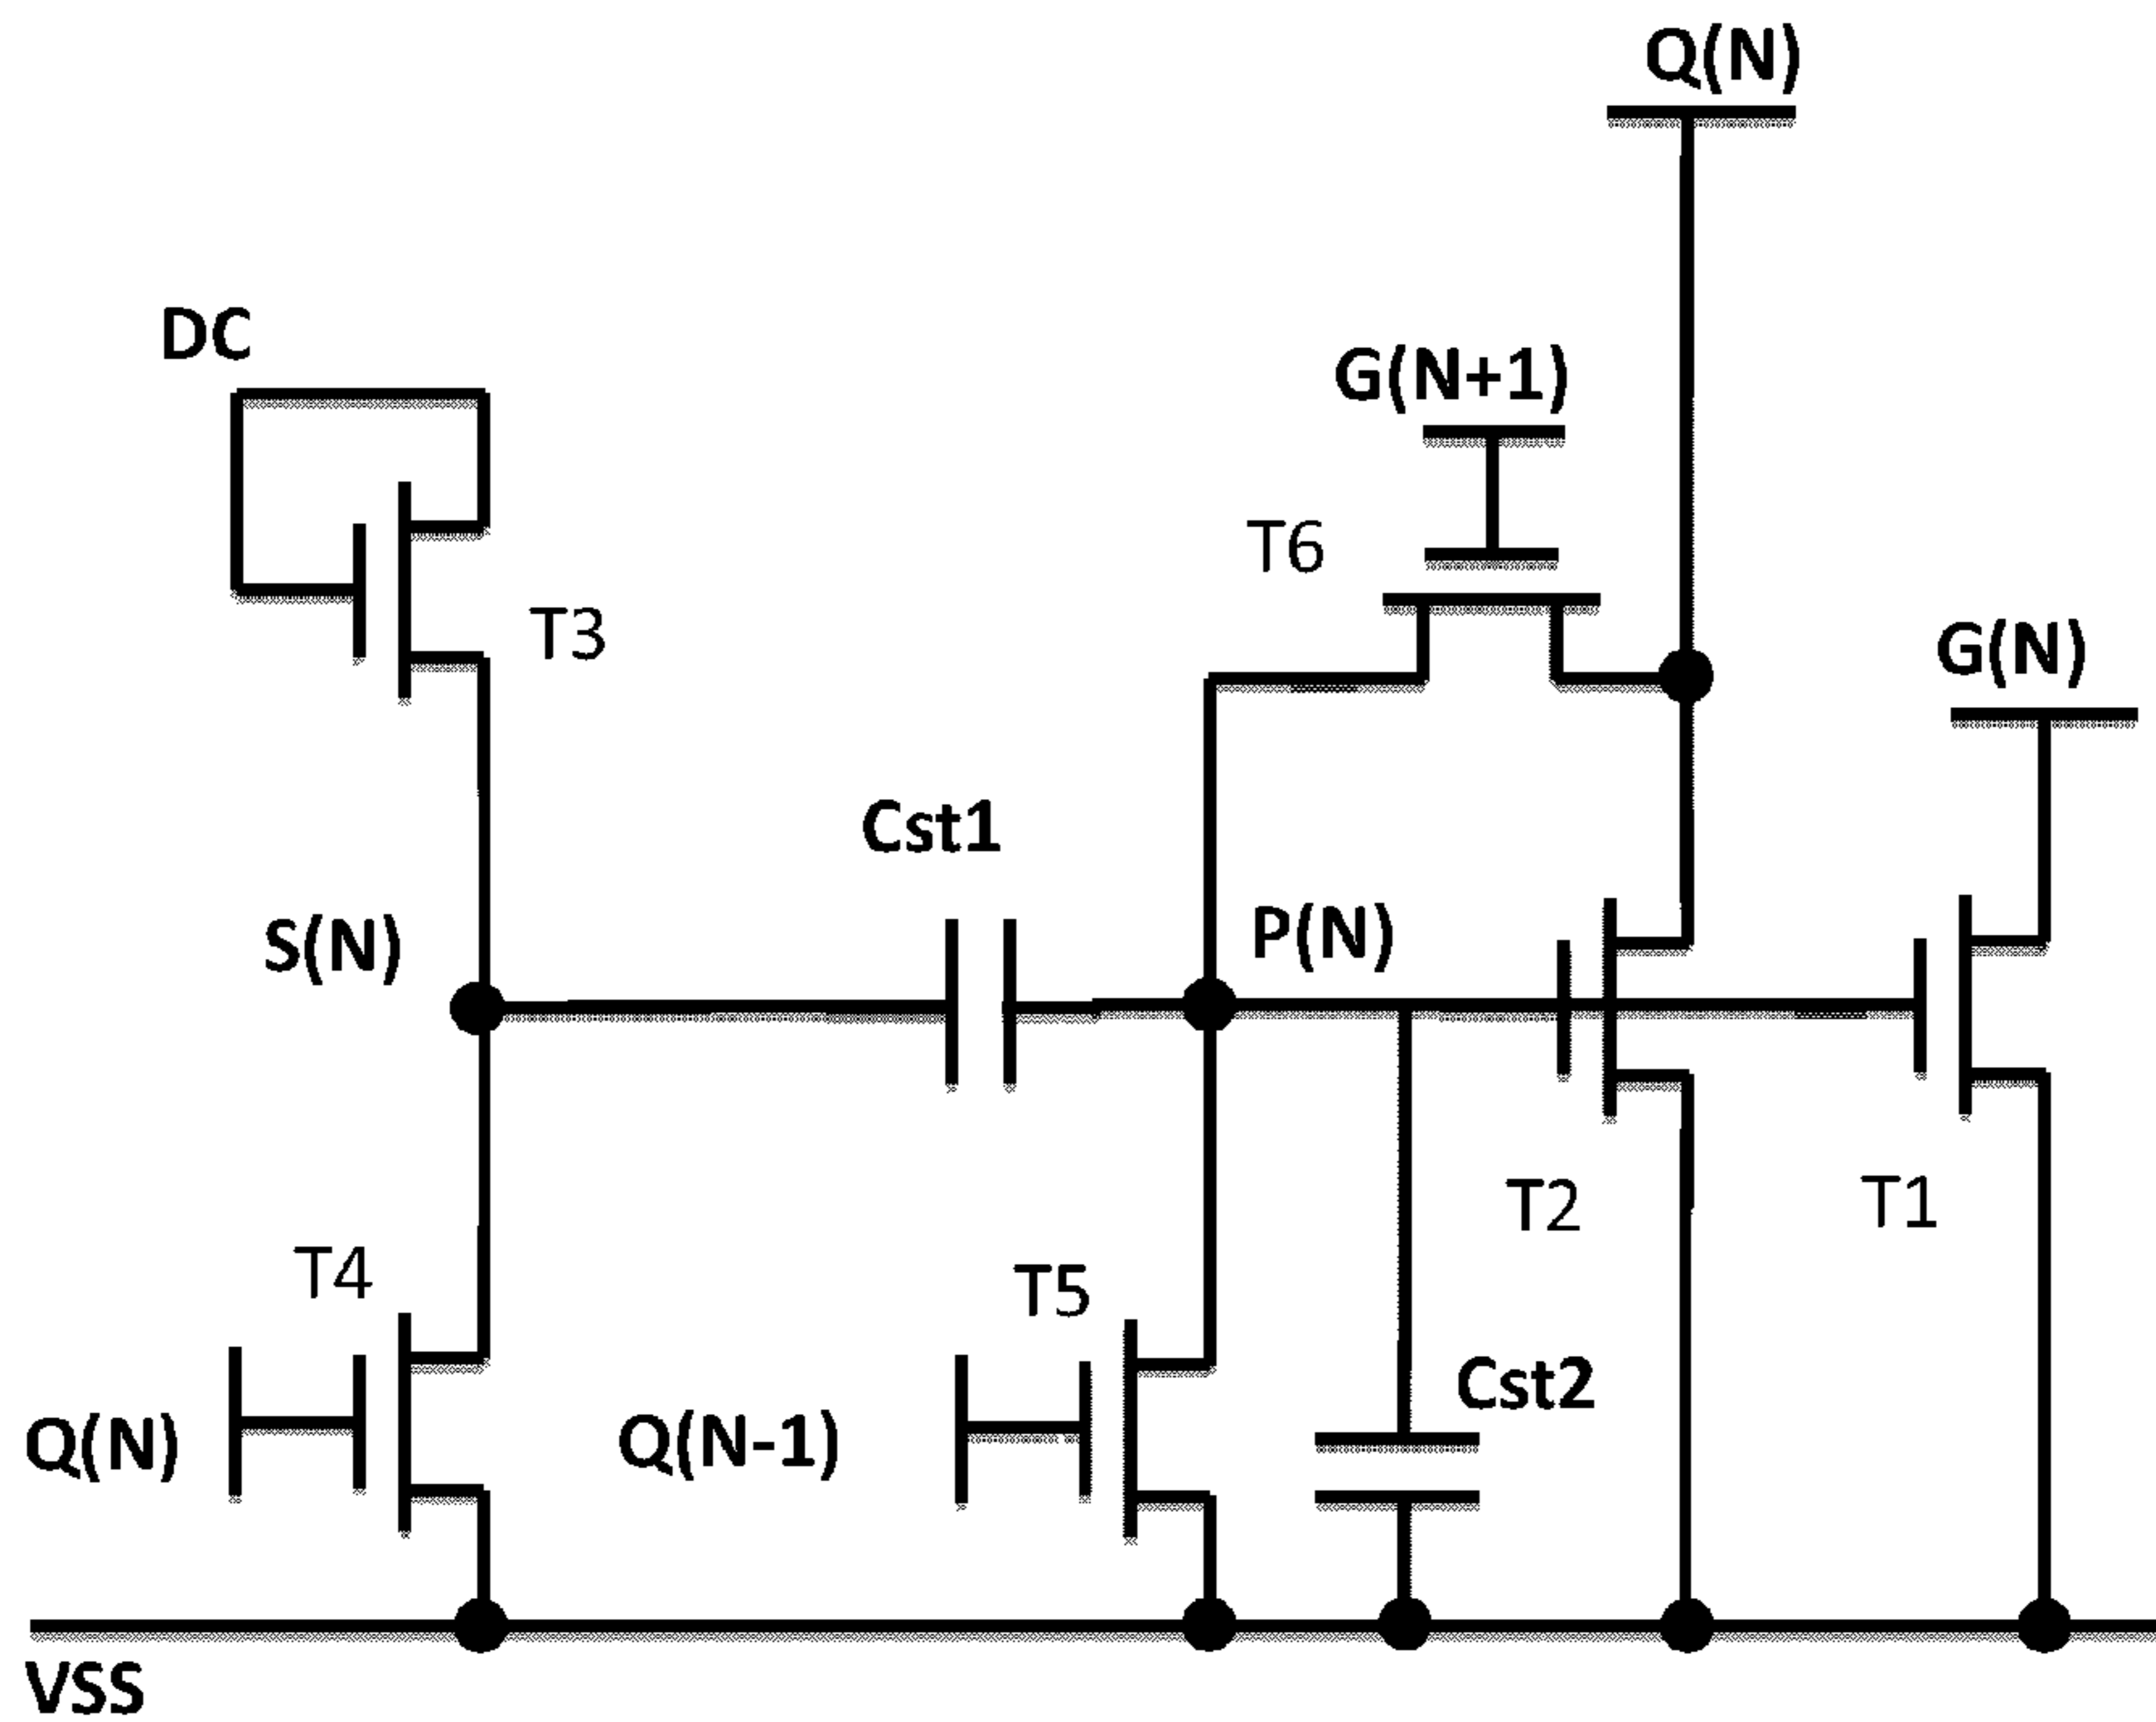 Q(N)
DC
G(N+1)
T6
T3
G(N)
Cst1
S(N)
P(N)
T2
T1
T4
T5
Cst2
Q(N)
Q(N-1)
VSS